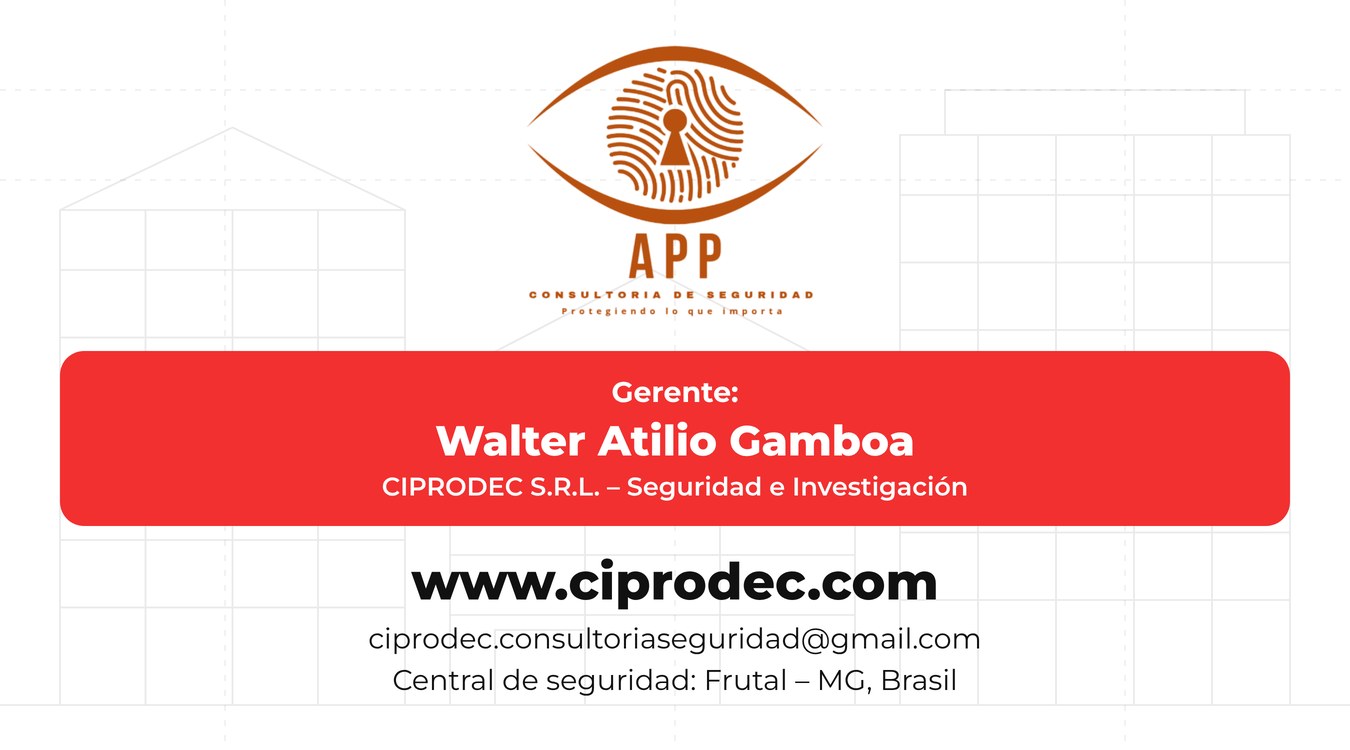 APP
CONSULTORIA DE SEGURIDAD
Protegiendo lo que importa
Gerente:
Walter Atilio Gamboa
CIPRODEC S.R.L. – Seguridad e Investigación
www.ciprodec.com
ciprodec.consultoriaseguridad@gmail.com
Central de seguridad: Frutal – MG, Brasil